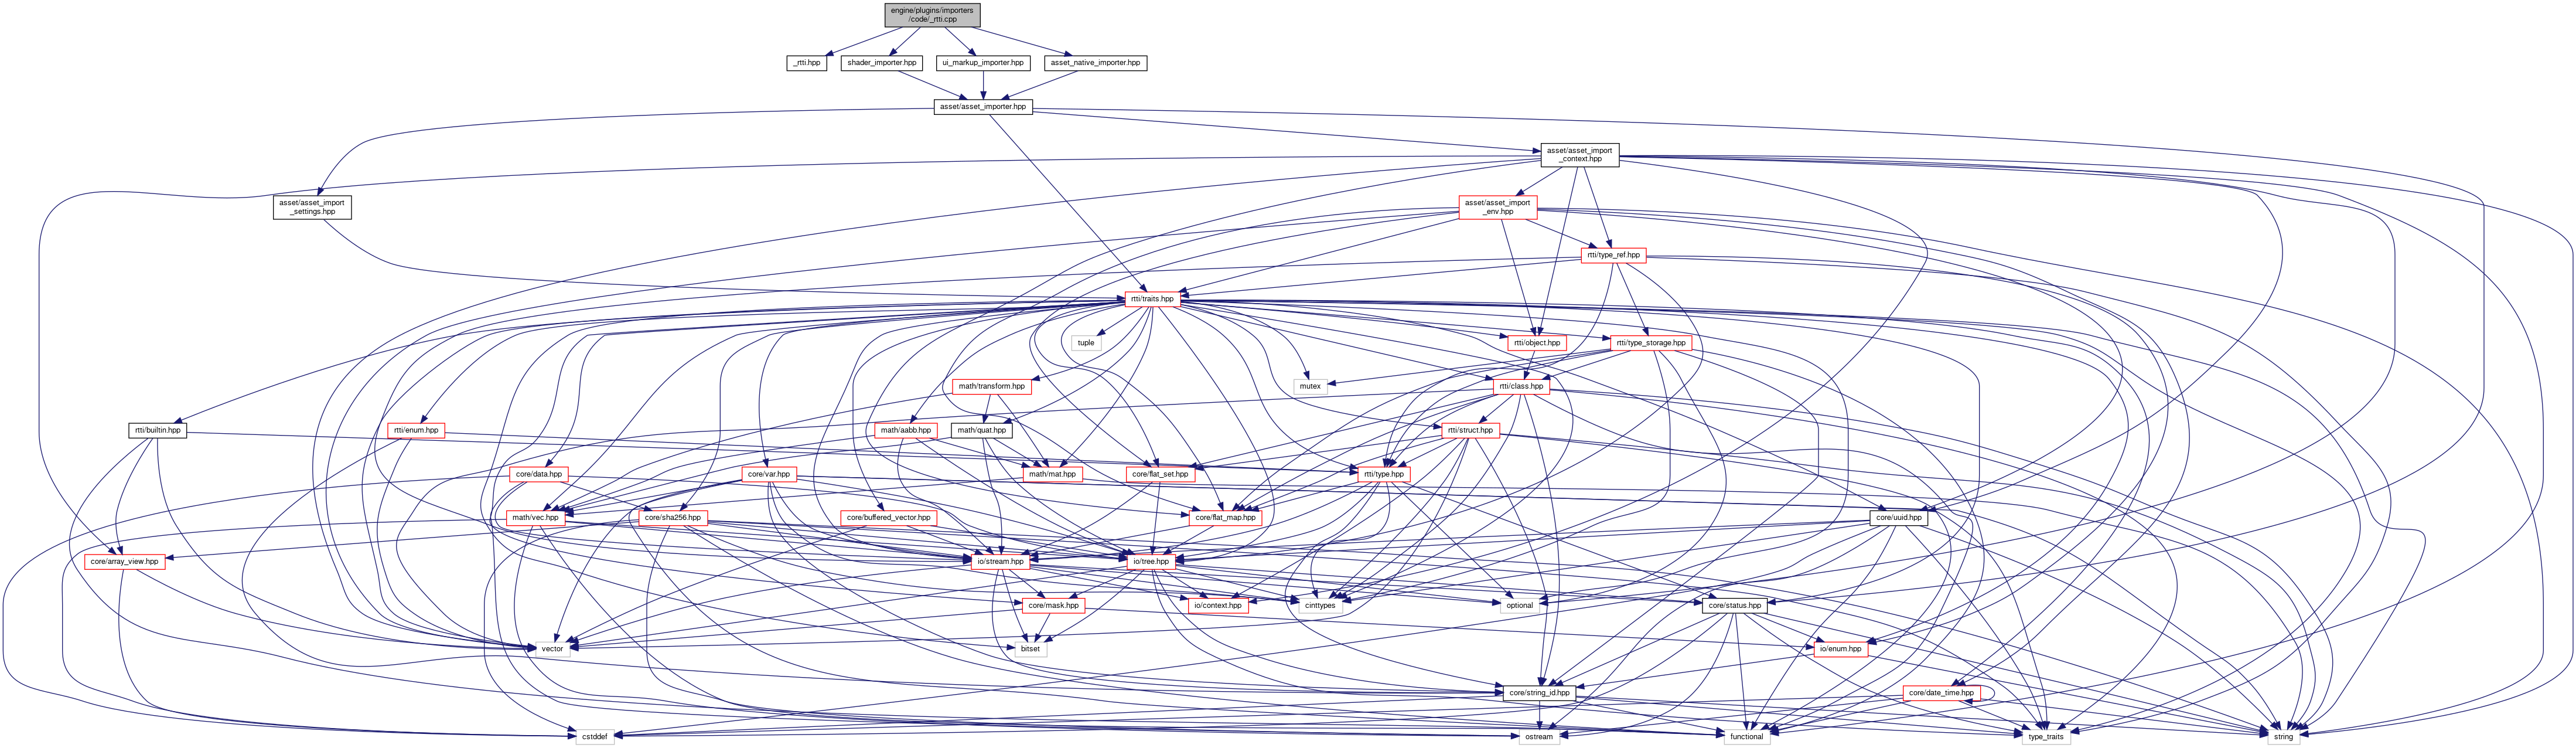 engine/plugins/importers
/code/_rtti.cpp
_rtti.hpp
shader_importer.hpp
ui_markup_importer.hpp
asset_native_importer.hpp
asset/asset_importer.hpp
asset/asset_import
_context.hpp
asset/asset_import
_settings.hpp
asset/asset_import
_env.hpp
rtti/type_ref.hpp
rtti/traits.hpp
tuple
rtti/object.hpp
rtti/type_storage.hpp
math/transform.hpp
mutex
rtti/class.hpp
rtti/builtin.hpp
rtti/enum.hpp
math/aabb.hpp
math/quat.hpp
rtti/struct.hpp
core/data.hpp
core/var.hpp
math/mat.hpp
core/flat_set.hpp
rtti/type.hpp
math/vec.hpp
core/sha256.hpp
core/buffered_vector.hpp
core/flat_map.hpp
core/uuid.hpp
core/array_view.hpp
io/stream.hpp
io/tree.hpp
core/mask.hpp
io/context.hpp
cinttypes
optional
core/status.hpp
vector
bitset
io/enum.hpp
core/string_id.hpp
core/date_time.hpp
cstddef
ostream
functional
type_traits
string